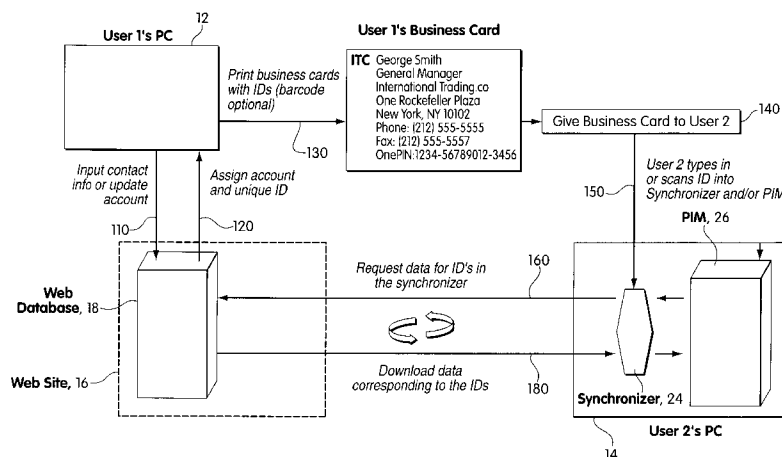 User 1's PC
12
User 1's Business Card
Print business cards
with IDs (barcode
optional)
130
ITC George Smith
General Manager
International Trading.co
One Rockefeller Plaza
New York, NY 10102
Phone: (212) 555-5555
Fax: (212) 555-5557
OnePIN:1234-56789012-3456
Give Business Card to User 2
140
Input contact
info or update
account
110
Assign account
and unique ID
120
150
User 2 types in
or scans ID into
Synchronizer and/or PIM
PIM, 26
Web
Database, 18
Web Site, 16
Request data for ID's in
the synchronizer
160
Download data
corresponding to the IDs
180
Synchronizer, 24
User 2's PC
14